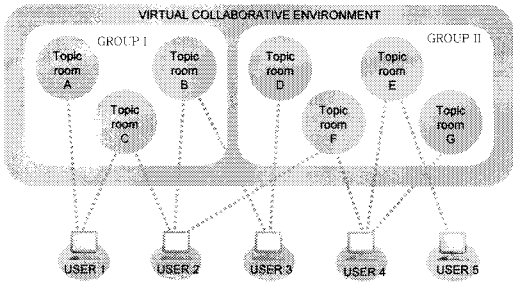 VIRTUAL COLLABORATIVE ENVIRONMENT
GROUP I
GROUP II
Topic
room
A
Topic
room
B
Topic
room
C
Topic
room
D
Topic
room
E
Topic
room
F
Topic
room
G
USER 1
USER 2
USER 3
USER 4
USER 5